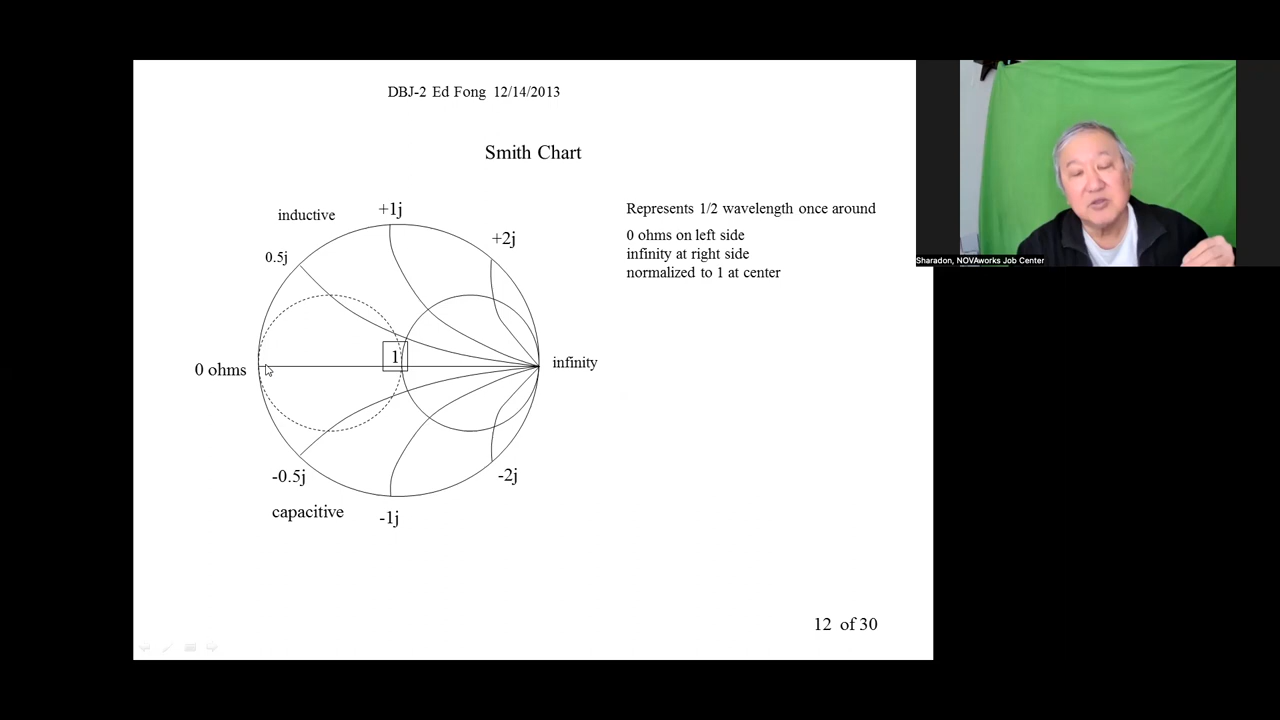 DBJ-2 Ed Fong 12/14/2013
Smith Chart
+1j
inductive
+2j
0.5j
Represents 1/2 wavelength once around
0 ohms on left side
infinity at right side
normalized to 1 at center
1
0 ohms
infinity
-0.5j
-2j
capacitive
-1j
12 of 30
Sharadon, NOVAworks Job Center